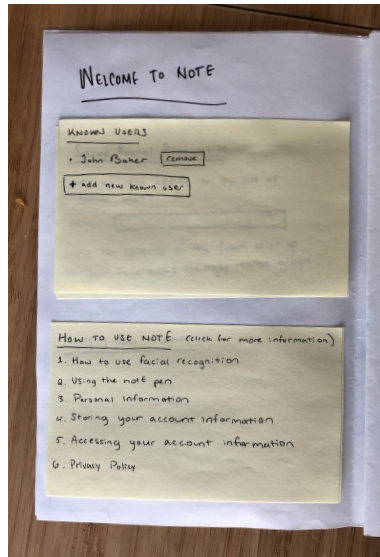 WELCOME TO NOTE
KNOWN USERS
• John Baker remove
+ add new known user
HOW TO USE NOTE (click for more information)
1. How to use facial recognition
2. Using the notE pen
3. Personal Information
4. Storing your account information
5. Accessing your account information
6. Privacy Policy